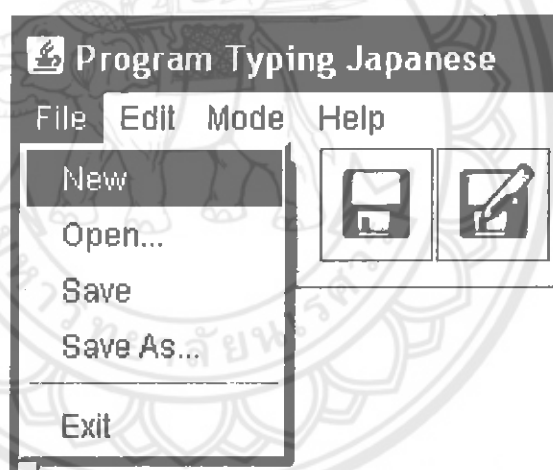 Program Typing Japanese
File Edit Mode Help
New
Open...
Save
Save As...
Exit